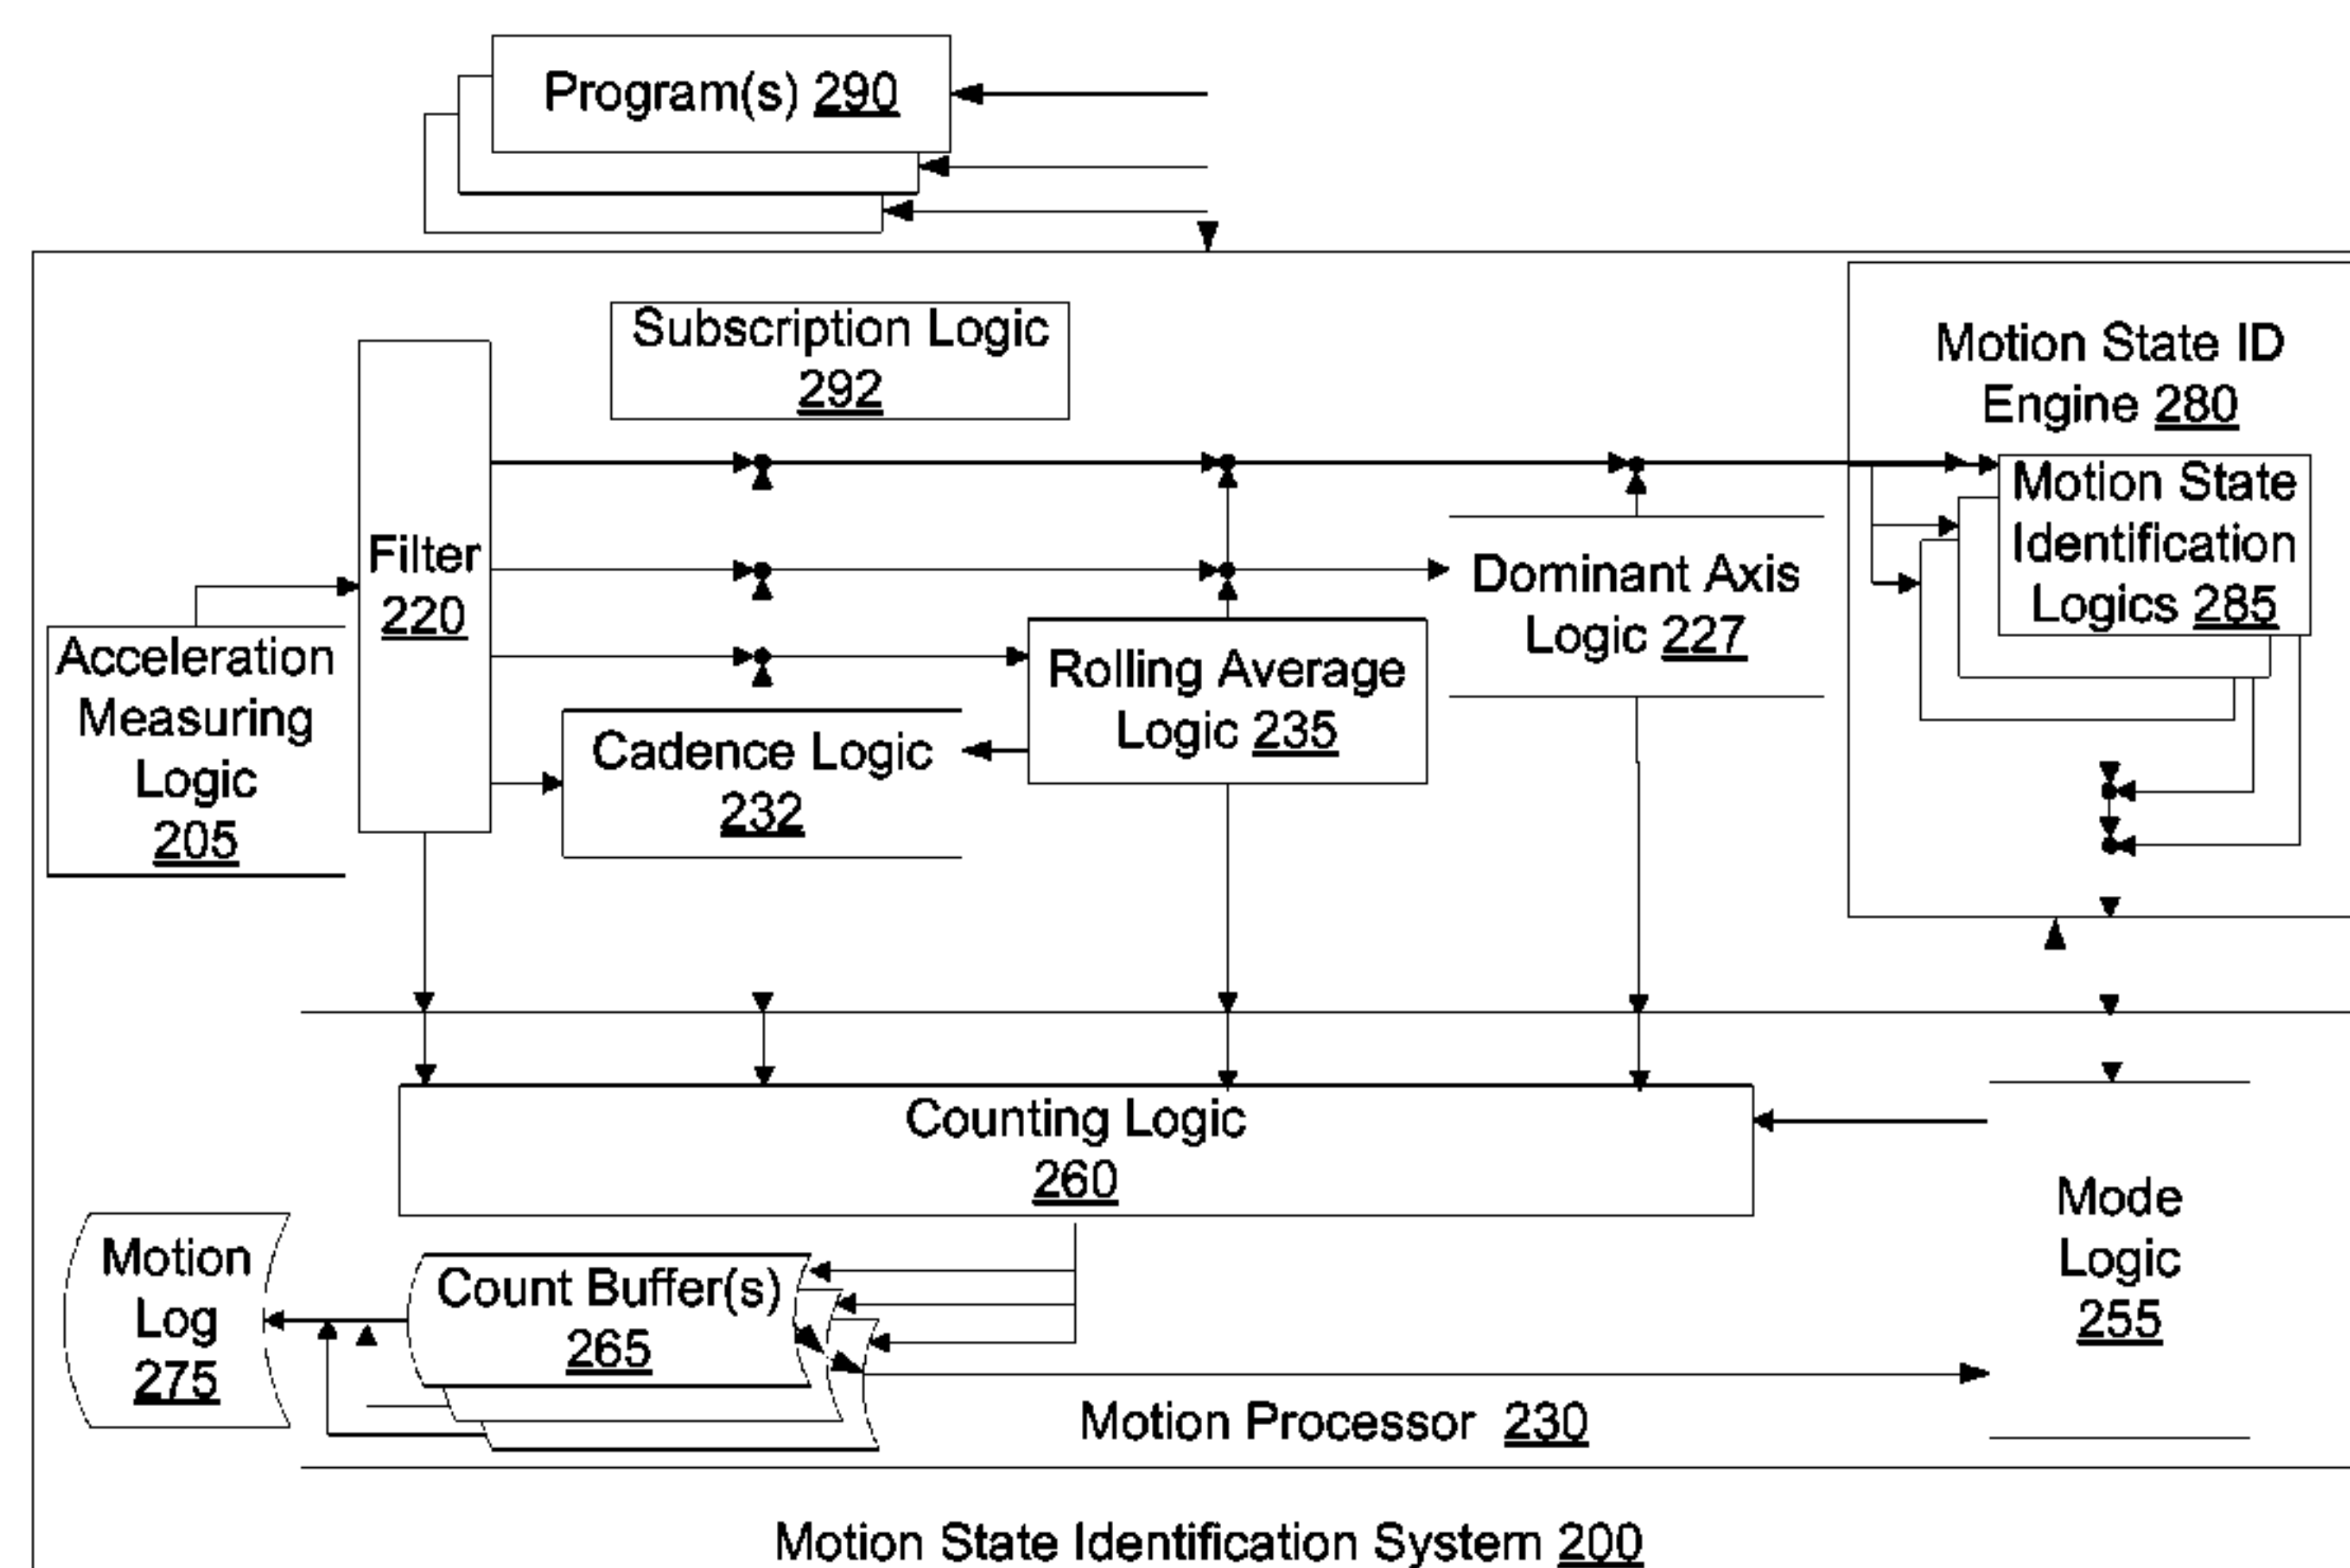 Program(s) 290
Subscription Logic
292
Motion State ID
Engine 280
Motion State
Identification
Logics 285
Filter
220
Dominant Axis
Logic 227
Acceleration
Measuring
Logic
205
Rolling Average
Logic 235
Cadence Logic
232
Counting Logic
260
Mode
Logic
255
Motion
Log
275
Count Buffer(s)
265
Motion Processor 230
Motion State Identification System 200